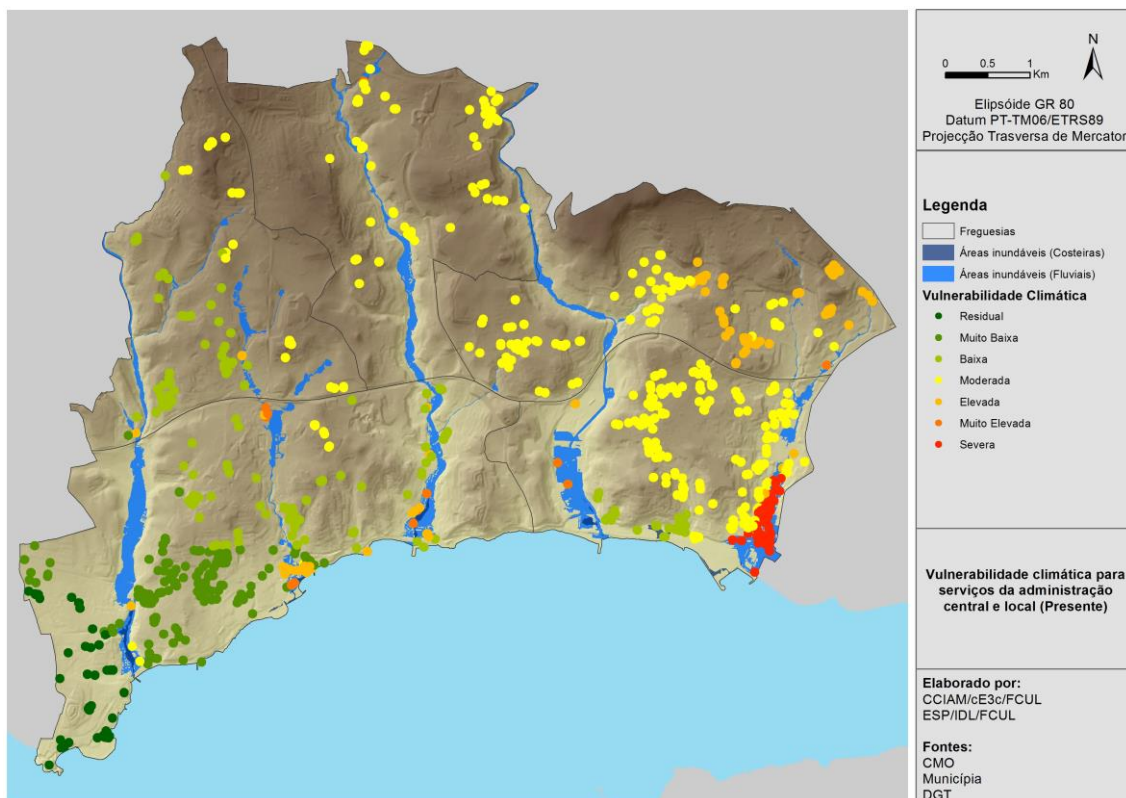 0 0.5 1
Km
N
Elipsóide GR 80
Datum PT-TM06/ETRS89
Projecção Trasversa de Mercator
Legenda
Freguesias
Áreas inundáveis (Costeiras)
Áreas inundáveis (Fluviais)
Vulnerabilidade Climática
Residual
Muito Baixa
Baixa
Moderada
Elevada
Muito Elevada
Severa
Vulnerabilidade climática para
serviços da administração
central e local (Presente)
Elaborado por:
CCIAM/cE3c/FCUL
ESP/IDL/FCUL
Fontes:
CMO
Municípia
DGT